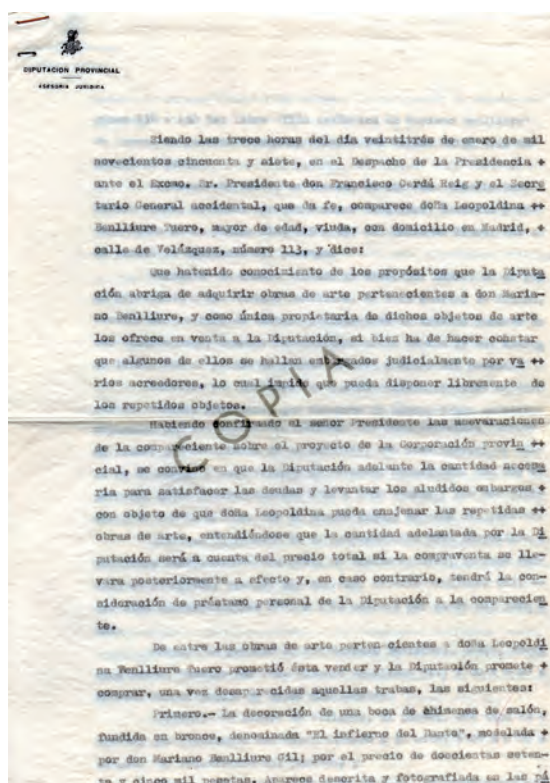 DIPUTACION PROVINCIAL
ASESORIA JURIDICA
Siendo las trece horas del día veintitrés de enero de mil
novecientos cincuenta y siete, en el Despacho de la Presidencia +
ante el Excmo. Sr. Presidente don Francisco Cerdá Reig y el Secre
tario General accidental, que da fe, comparece doña Leopoldina +
Benlliure Tuero, mayor de edad, viuda, con domicilio en Madrid, +
calle de Velázquez, número 113, y dice:
Que hatenido conocimiento de los propósitos que la Diputa
ción abriga de adquirir obras de arte pertenecientes a don Maria-
no Benlliure, y como única propietaria de dichos objetos de arte
los ofrece en venta a la Diputación, si bien ha de hacer constar
que algunos de ellos se hallan embargados judicialmente por va ++
rios acreedores, lo cual impide que pueda disponer libremente de
los repetidos objetos.
Habiendo confirmado el señor Presidente las aseveraciones
de la compareciente sobre el proyecto de la Corporación provin ++
cial, se convino en que la Diputación adelante la cantidad necesa
ria para satisfacer las deudas y levantar los aludidos embargos +
con objeto de que doña Leopoldina pueda enajenar las repetidas ++
obras de arte, entendiéndose que la cantidad adelantada por la Di
putación será a cuenta del precio total si la compraventa se lle-
vara posteriormente a efecto y, en caso contrario, tendrá la con-
sideración de préstamo personal de la Diputación a la comparecien
te.
De entre las obras de arte perten cientes a doña Leopoldi
na Benlliure Tuero prometió ésta vender y la Diputación promete +
comprar, una vez desap recidas aquellas trabas, las siguientes:
Primero.- La decoración de una boca de chimenea de salón,
fundida en bronce, denominada "El infierno del Dante", modelada +
por don Mariano Benlliure Gil; por el precio de doscientas seten-
ta y cinco mil pesetas. Aparece descrita y fotografiada en las pá
COPIA